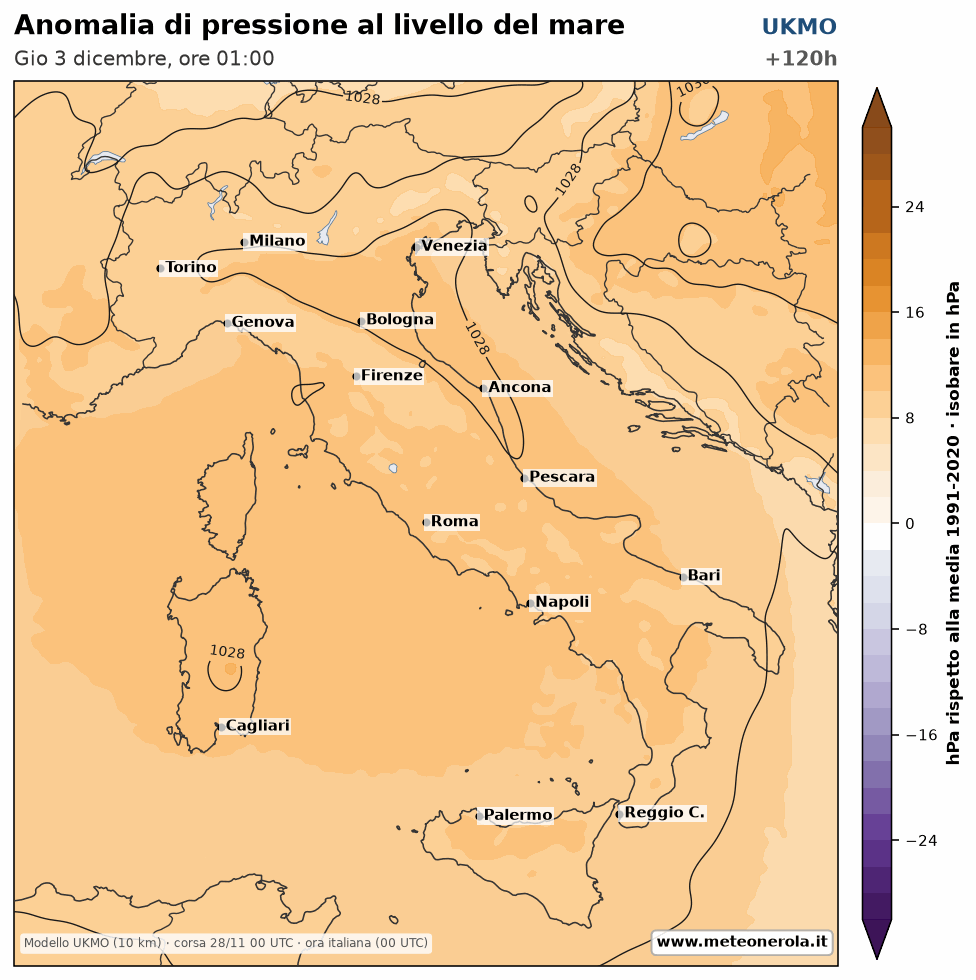 Anomalia di pressione al livello del mare
UKMO
Gio 3 dicembre, ore 01:00
+120h
1028
1028
Milano
Venezia
Torino
Genova
Bologna
1028
Firenze
Ancona
Pescara
Roma
Bari
Napoli
1028
Cagliari
Palermo
Reggio C.
Modello UKMO (10 km) · corsa 28/11 00 UTC · ora italiana (00 UTC)
www.meteonerola.it
24
16
8
0
−8
−16
−24
hPa rispetto alla media 1991-2020 · isobare in hPa